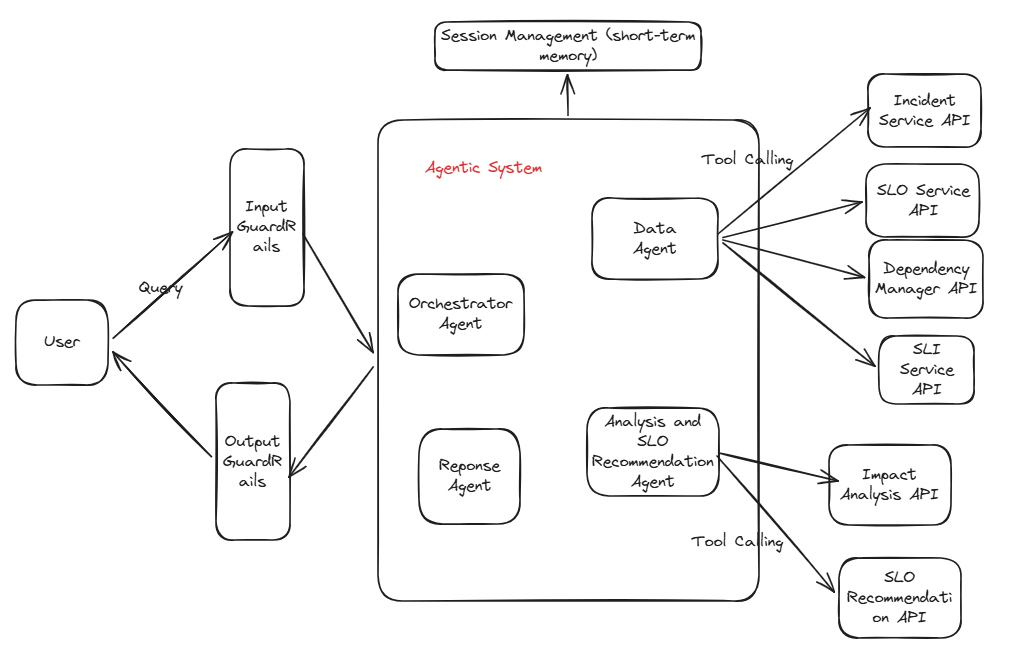 Session Management (short-term
memory)
Incident
Service API
Agentic System
Tool Calling
Input
GuardR
ails
SLO Service
API
Data
Agent
Query
Dependency
Manager API
Orchestrator
Agent
User
SLI
Service
API
Output
GuardR
ails
Reponse
Agent
Analysis and
SLO
Recommendation
Agent
Impact
Analysis API
Tool Calling
SLO
Recommendati
on API